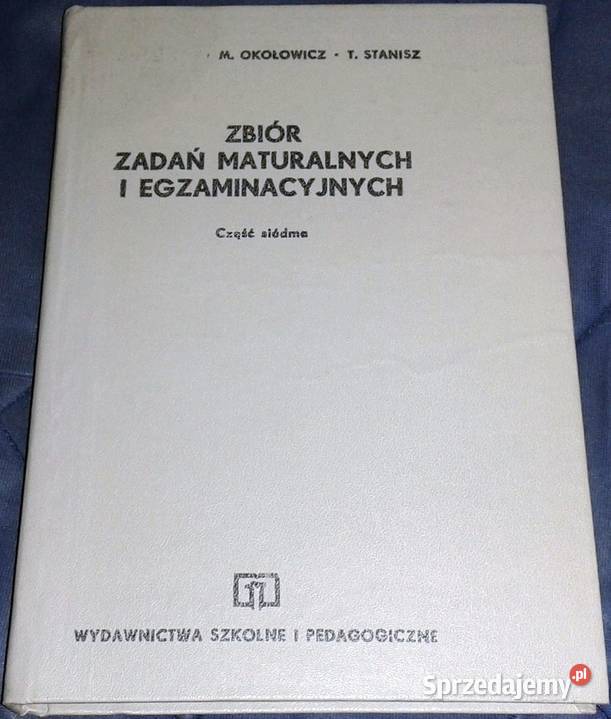 M. OKOŁOWICZ · T. STANISZ
ZBIÓR
ZADAŃ MATURALNYCH
I EGZAMINACYJNYCH
Część siódma
WYDAWNICTWA SZKOLNE I PEDAGOGICZNE
Sprzedajemy.pl